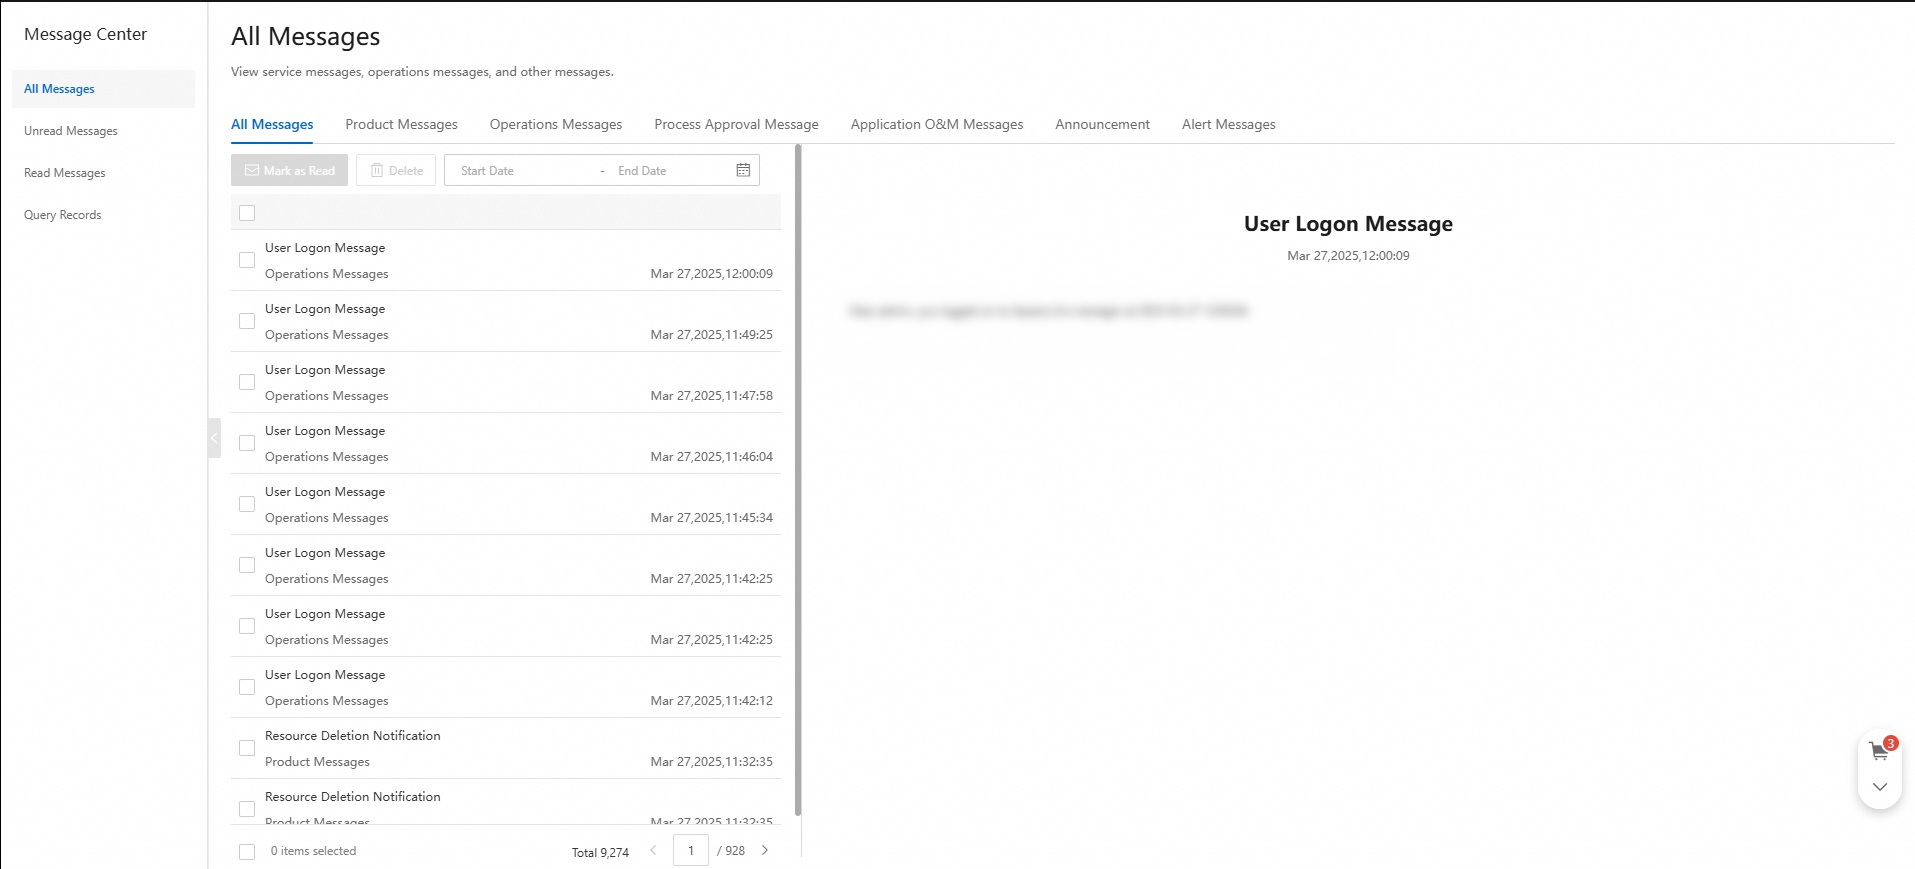 Message Center
All Messages
Unread Messages
Read Messages
Query Records
All Messages
View service messages, operations messages, and other messages.
All Messages Product Messages Operations Messages Process Approval Message Application O&M Messages Announcement Alert Messages
Mark as Read Delete Start Date - End Date
User Logon Message
Operations Messages Mar 27,2025,12:00:09
User Logon Message
Operations Messages Mar 27,2025,11:49:25
User Logon Message
Operations Messages Mar 27,2025,11:47:58
User Logon Message
Operations Messages Mar 27,2025,11:46:04
User Logon Message
Operations Messages Mar 27,2025,11:45:34
User Logon Message
Operations Messages Mar 27,2025,11:42:25
User Logon Message
Operations Messages Mar 27,2025,11:42:25
User Logon Message
Operations Messages Mar 27,2025,11:42:12
Resource Deletion Notification
Product Messages Mar 27,2025,11:32:35
Resource Deletion Notification
Product Messages Mar 27,2025,11:32:35
0 items selected Total 9,274 1 / 928
User Logon Message
Mar 27,2025,12:00:09
3